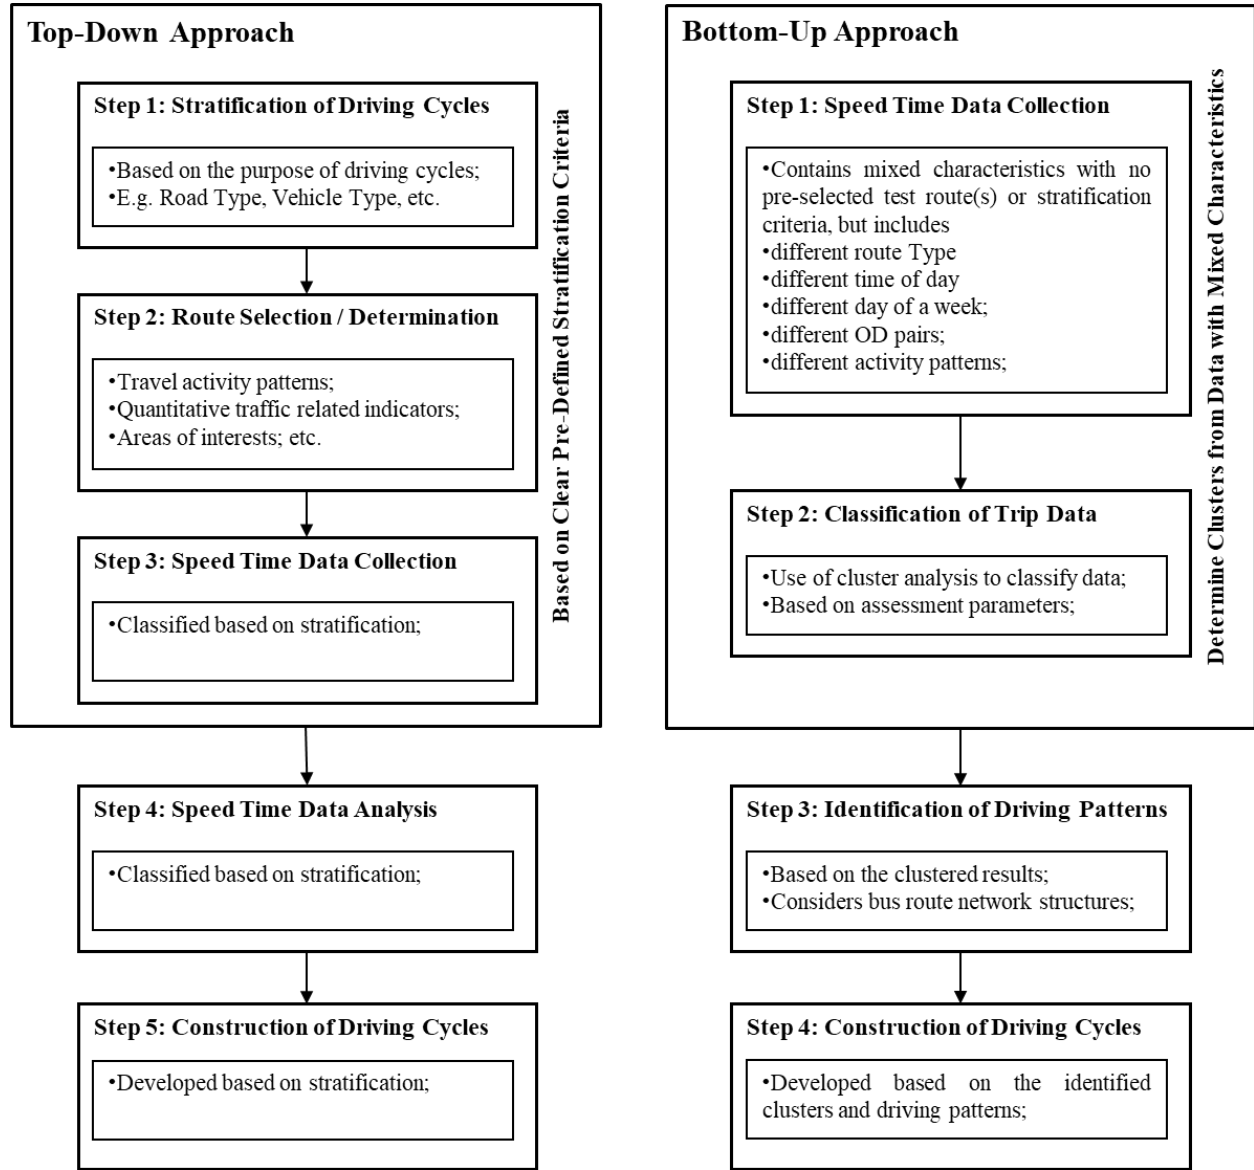 Top-Down Approach
Step 1: Stratification of Driving Cycles
•Based on the purpose of driving cycles;
•E.g. Road Type, Vehicle Type, etc.
Step 2: Route Selection / Determination
•Travel activity patterns;
•Quantitative traffic related indicators;
•Areas of interests; etc.
Step 3: Speed Time Data Collection
•Classified based on stratification;
Based on Clear Pre-Defined Stratification Criteria
Step 4: Speed Time Data Analysis
•Classified based on stratification;
Step 5: Construction of Driving Cycles
•Developed based on stratification;
Bottom-Up Approach
Step 1: Speed Time Data Collection
•Contains mixed characteristics with no
pre-selected test route(s) or stratification
criteria, but includes
•different route Type
•different time of day
•different day of a week;
•different OD pairs;
•different activity patterns;
Step 2: Classification of Trip Data
•Use of cluster analysis to classify data;
•Based on assessment parameters;
Determine Clusters from Data with Mixed Characteristics
Step 3: Identification of Driving Patterns
•Based on the clustered results;
•Considers bus route network structures;
Step 4: Construction of Driving Cycles
•Developed based on the identified
clusters and driving patterns;